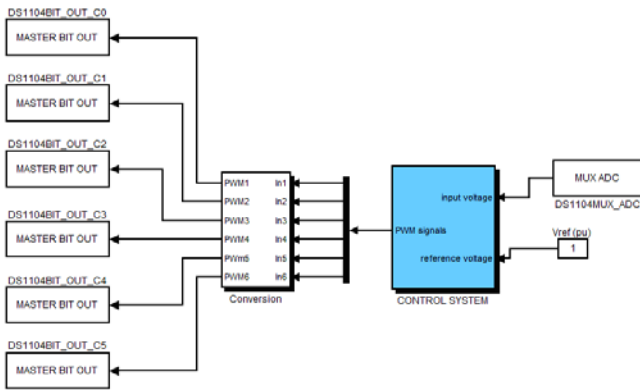 DS1104BIT_OUT_C0
MASTER BIT OUT
DS1104BIT_OUT_C1
MASTER BIT OUT
DS1104BIT_OUT_C2
MASTER BIT OUT
DS1104BIT_OUT_C3
MASTER BIT OUT
DS1104BIT_OUT_C4
MASTER BIT OUT
DS1104BIT_OUT_C5
MASTER BIT OUT
PWM1 In1
PWM2 In2
PWM3 In3
PWM4 In4
PWm5 In5
PWM6 In6
Conversion
PWM signals
input voltage
reference voltage
CONTROL SYSTEM
MUX ADC
DS1104MUX_ADC
Vref (pu)
1